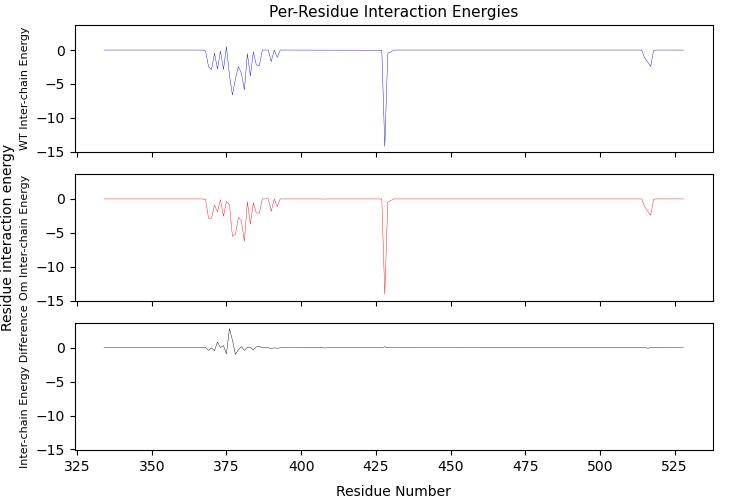 Per-Residue Interaction Energies
Residue interaction energy
WT Inter-chain Energy
0
−5
−10
−15
Om Inter-chain Energy
0
−5
−10
−15
Inter-chain Energy Difference
0
−5
−10
−15
325 350 375 400 425 450 475 500 525
Residue Number